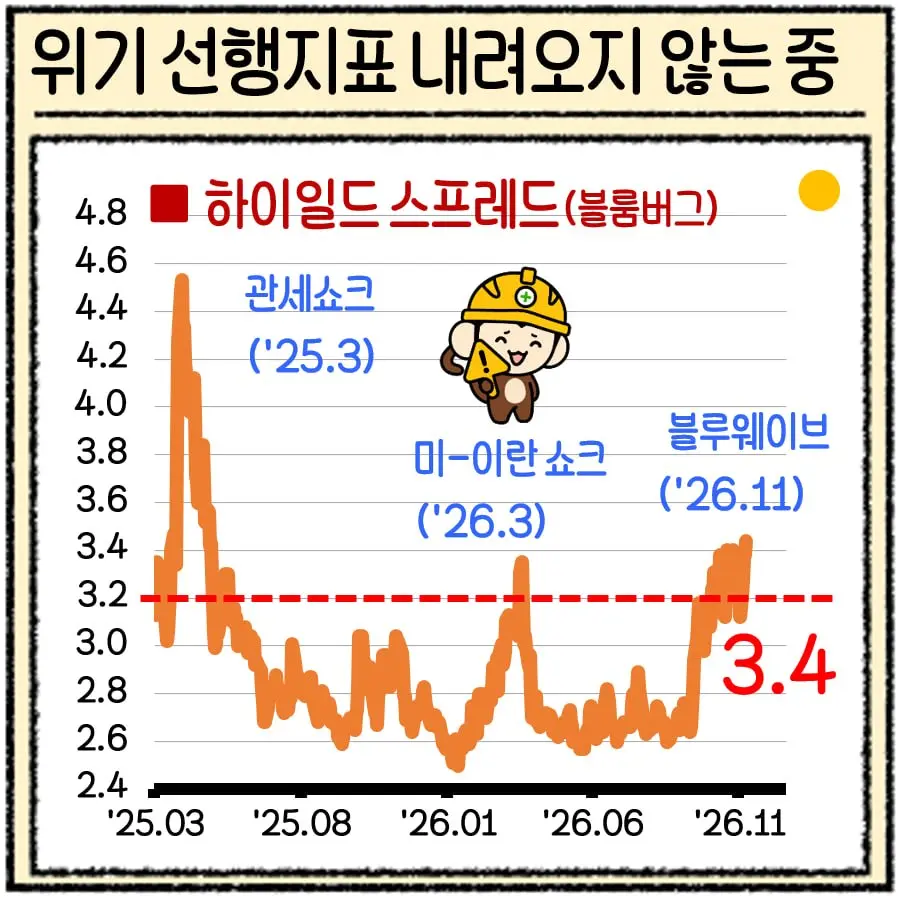 위기 선행지표 내려오지 않는 중
하이일드 스프레드(블룸버그)
4.8
4.6
4.4
4.2
4.0
3.8
3.6
3.4
3.2
3.0
2.8
2.6
2.4
관세쇼크
('25.3)
미-이란 쇼크
('26.3)
블루웨이브
('26.11)
3.4
'25.03 '25.08 '26.01 '26.06 '26.11